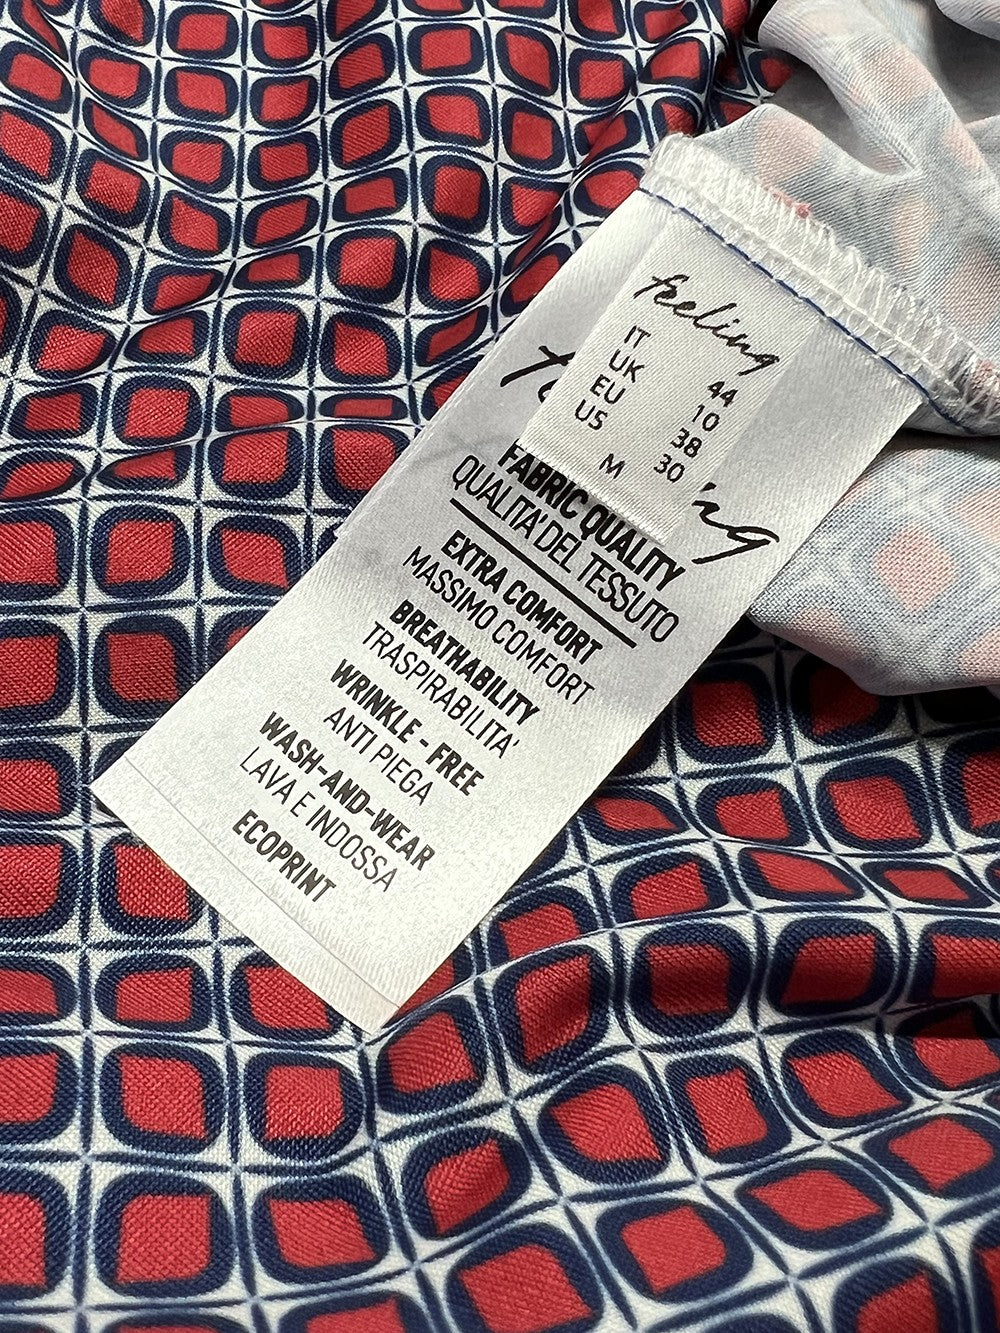 feeling
IT 44
UK 10
EU 38
US 30
M
FABRIC QUALITY
QUALITA' DEL TESSUTO
EXTRA COMFORT
MASSIMO COMFORT
BREATHABILITY
TRASPIRABILITA'
WRINKLE - FREE
ANTI PIEGA
WASH-AND-WEAR
LAVA E INDOSSA
ECOPRINT